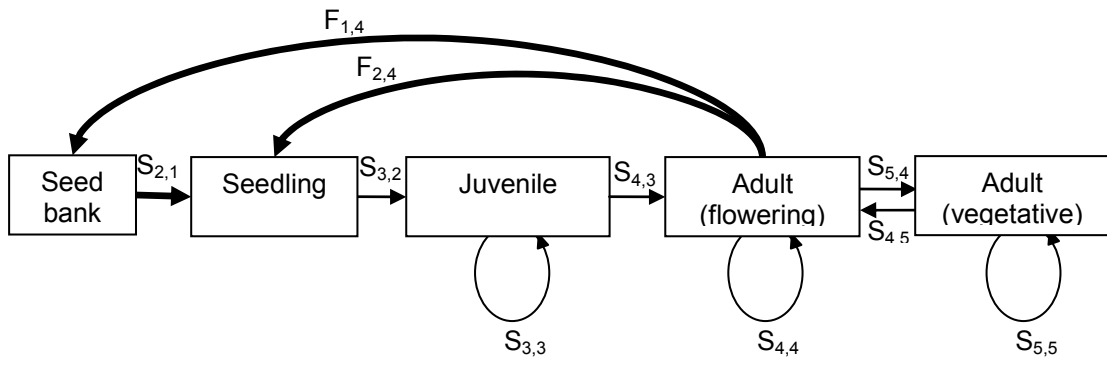 F1,4
F2,4
S2,1
S3,2
S4,3
S5,4
Seed
bank
Seedling
Juvenile
Adult
(flowering)
Adult
(vegetative)
S4,5
S3,3
S4,4
S5,5